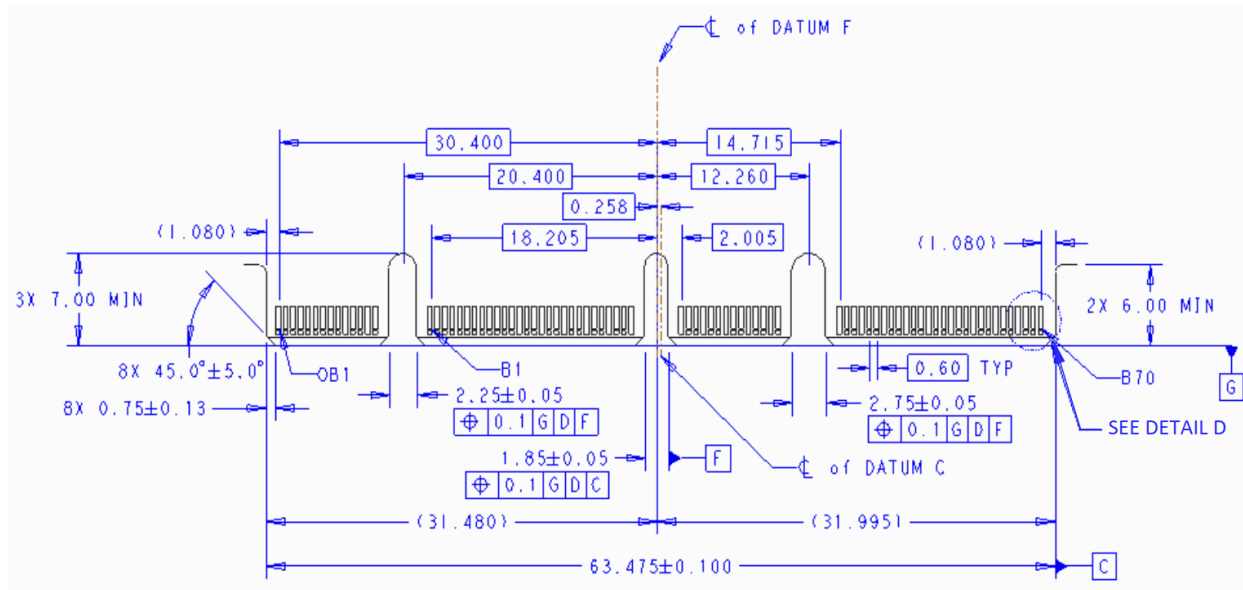 ℄ of DATUM F
30.400
14.715
20.400
12.260
0.258
(1.080)
18.205
2.005
(1.080)
3X 7.00 MIN
2X 6.00 MIN
8X 45.0°±5.0°
OB1
B1
0.60 TYP
B70
G
8X 0.75±0.13
2.25±0.05
⌖ 0.1 G D F
2.75±0.05
⌖ 0.1 G D F
SEE DETAIL D
1.85±0.05
F
⌖ 0.1 G D C
℄ of DATUM C
(31.480)
(31.995)
63.475±0.100
C